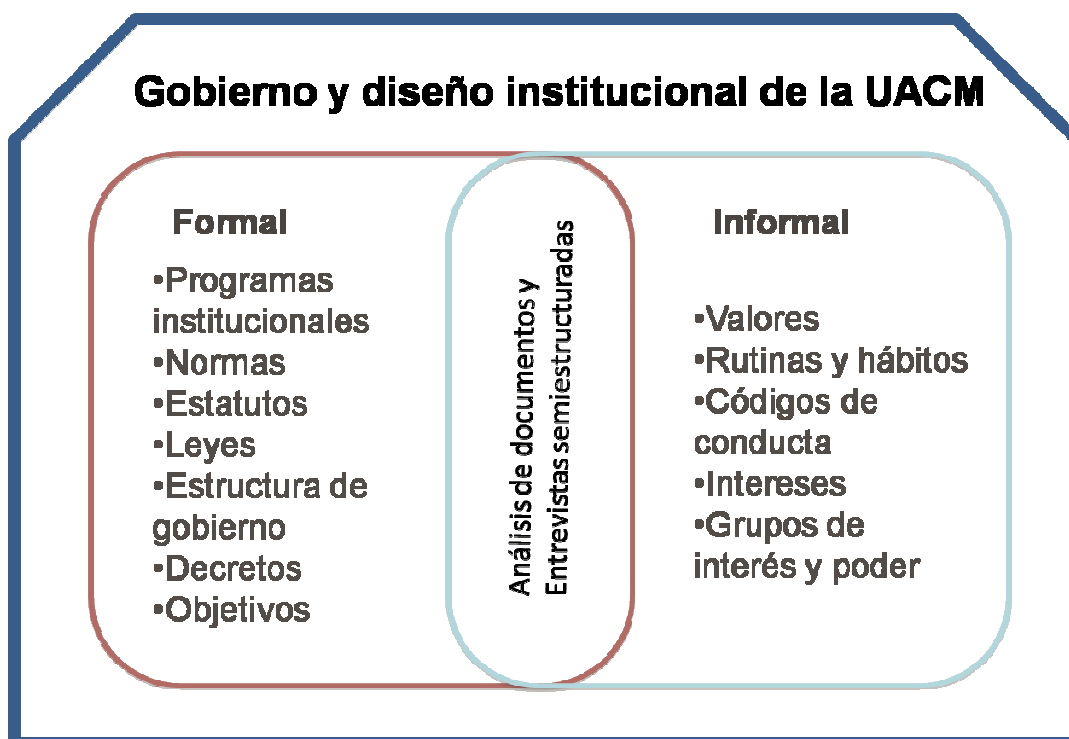 Gobierno y diseño institucional de la UACM
Formal
•Programas
institucionales
•Normas
•Estatutos
•Leyes
•Estructura de
gobierno
•Decretos
•Objetivos
Análisis de documentos y
Entrevistas semiestructuradas
Informal
•Valores
•Rutinas y hábitos
•Códigos de
conducta
•Intereses
•Grupos de
interés y poder